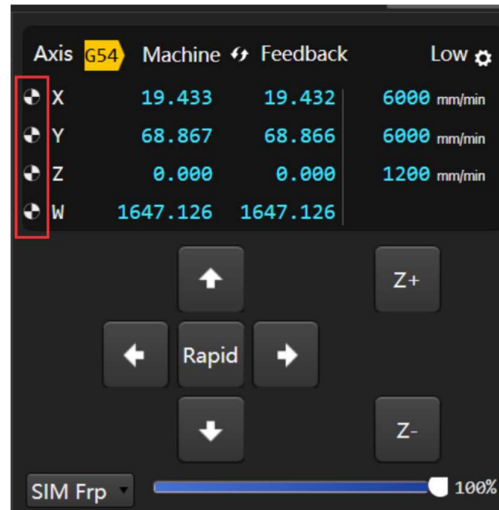 Axis G54 Machine Feedback Low
X 19.433 19.432 6000 mm/min
Y 68.867 68.866 6000 mm/min
Z 0.000 0.000 1200 mm/min
W 1647.126 1647.126
Z+
Rapid
Z-
SIM Frp 100%